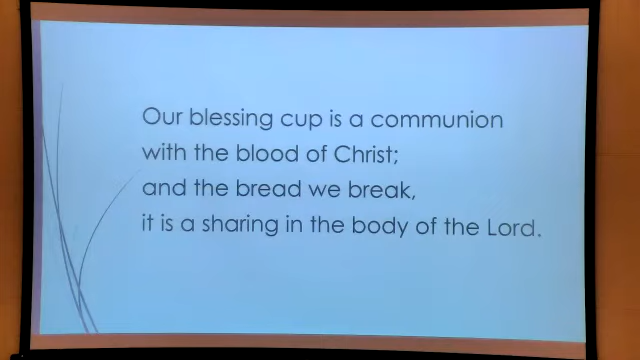 Our blessing cup is a communion
with the blood of Christ;
and the bread we break,
it is a sharing in the body of the Lord.